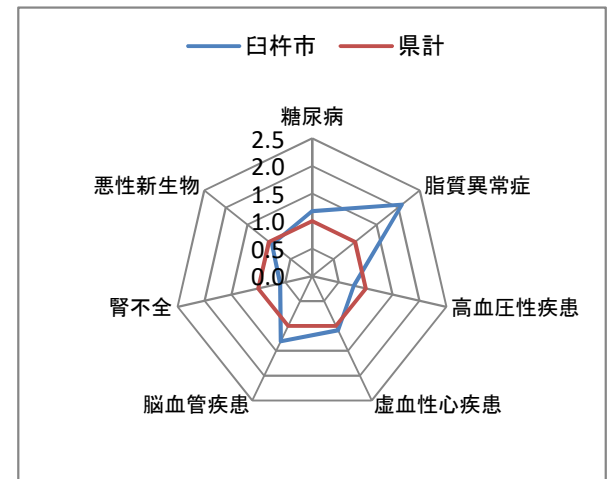 臼杵市 県計
糖尿病
2.5
2.0
1.5
1.0
0.5
0.0
脂質異常症
高血圧性疾患
虚血性心疾患
脳血管疾患
腎不全
悪性新生物